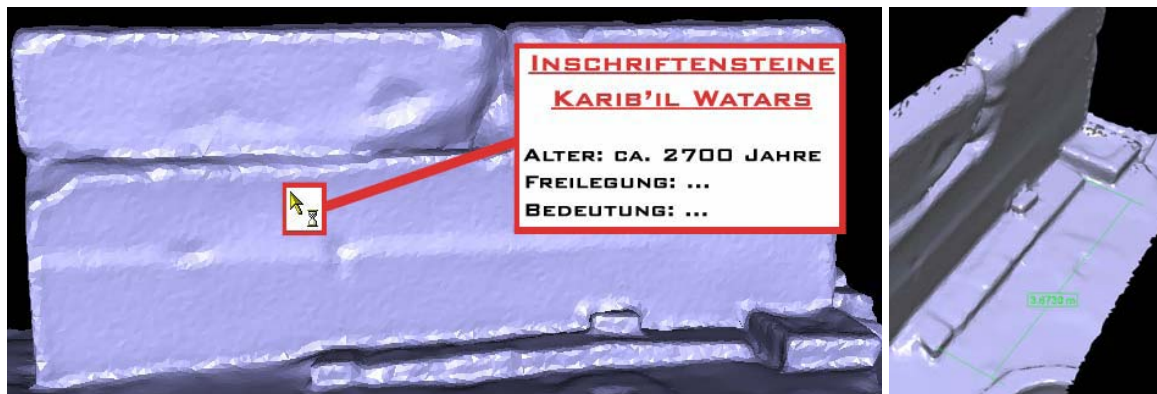 INSCHRIFTENSTEINE
KARIB'IL WATARS
ALTER: CA. 2700 JAHRE
FREILEGUNG: ...
BEDEUTUNG: ...
3.6730 m